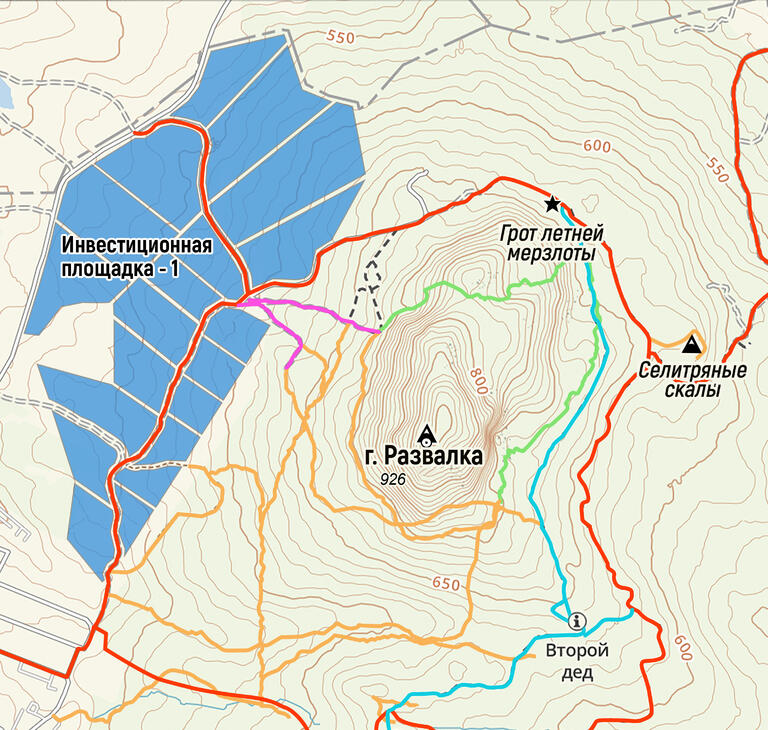 550
600
550
Грот летней
мерзлоты
Инвестиционная
площадка - 1
Селитряные
скалы
800
г. Развалка
926
650
600
i
Второй
дед